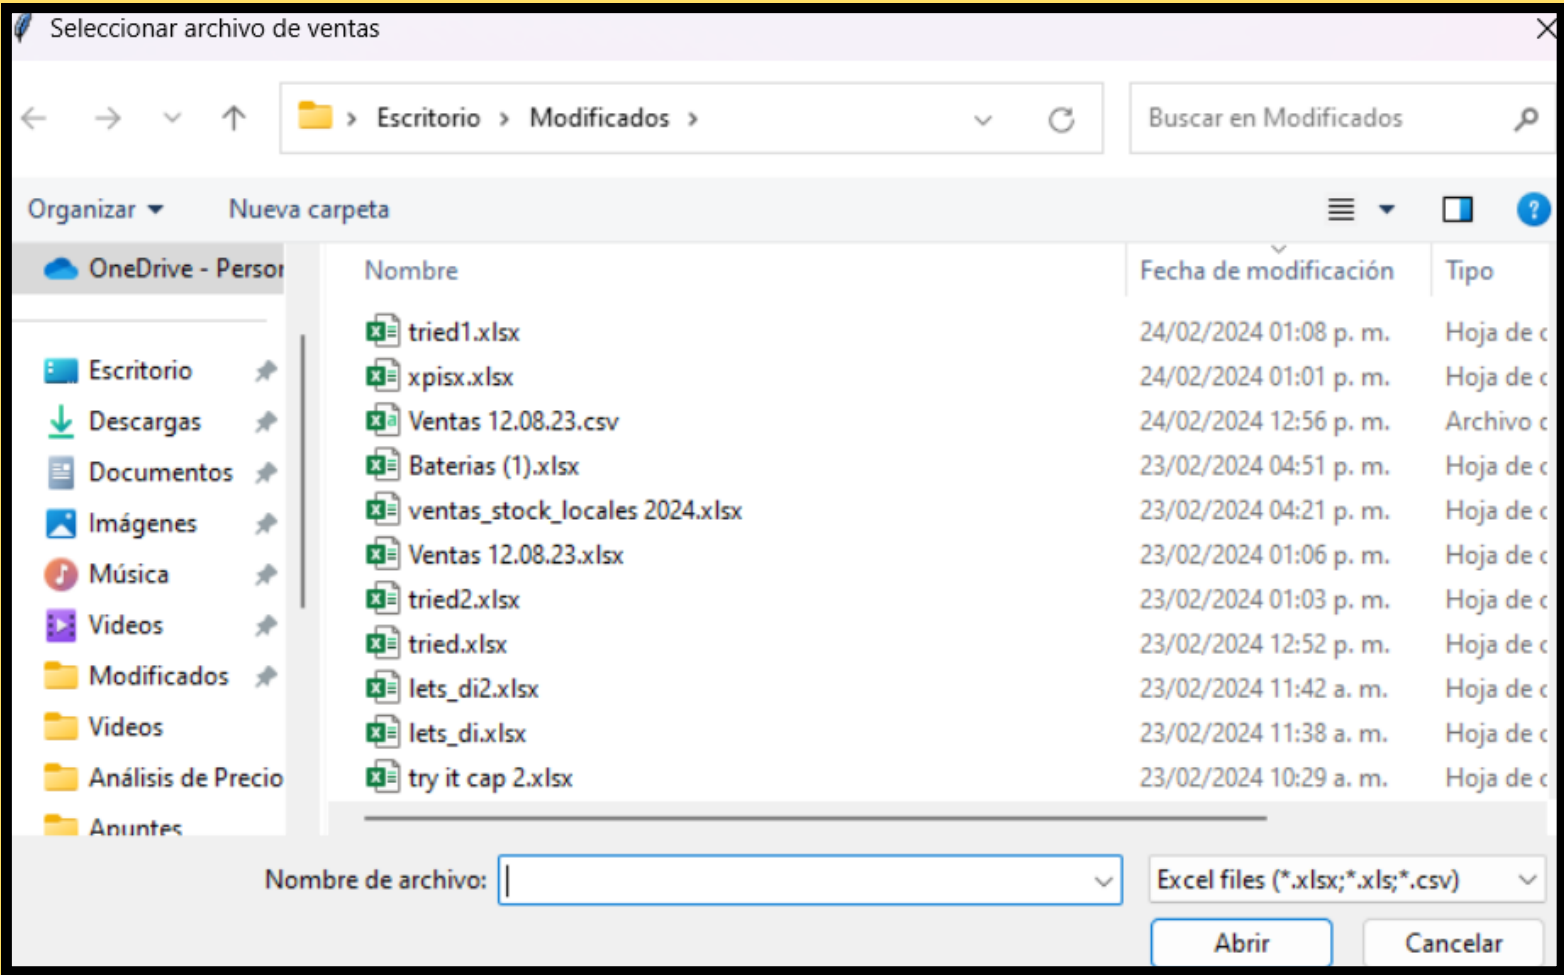 Seleccionar archivo de ventas
Escritorio > Modificados >
Buscar en Modificados
Organizar
Nueva carpeta
OneDrive - Person
Escritorio
Descargas
Documentos
Imágenes
Música
Videos
Modificados
Videos
Análisis de Precio
Apuntes
Nombre Fecha de modificación Tipo
tried1.xlsx 24/02/2024 01:08 p. m. Hoja de c
xpisx.xlsx 24/02/2024 01:01 p. m. Hoja de c
Ventas 12.08.23.csv 24/02/2024 12:56 p. m. Archivo d
Baterias (1).xlsx 23/02/2024 04:51 p. m. Hoja de c
ventas_stock_locales 2024.xlsx 23/02/2024 04:21 p. m. Hoja de c
Ventas 12.08.23.xlsx 23/02/2024 01:06 p. m. Hoja de c
tried2.xlsx 23/02/2024 01:03 p. m. Hoja de c
tried.xlsx 23/02/2024 12:52 p. m. Hoja de c
lets_di2.xlsx 23/02/2024 11:42 a. m. Hoja de c
lets_di.xlsx 23/02/2024 11:38 a. m. Hoja de c
try it cap 2.xlsx 23/02/2024 10:29 a. m. Hoja de c
Nombre de archivo:
Excel files (*.xlsx;*.xls;*.csv)
Abrir
Cancelar